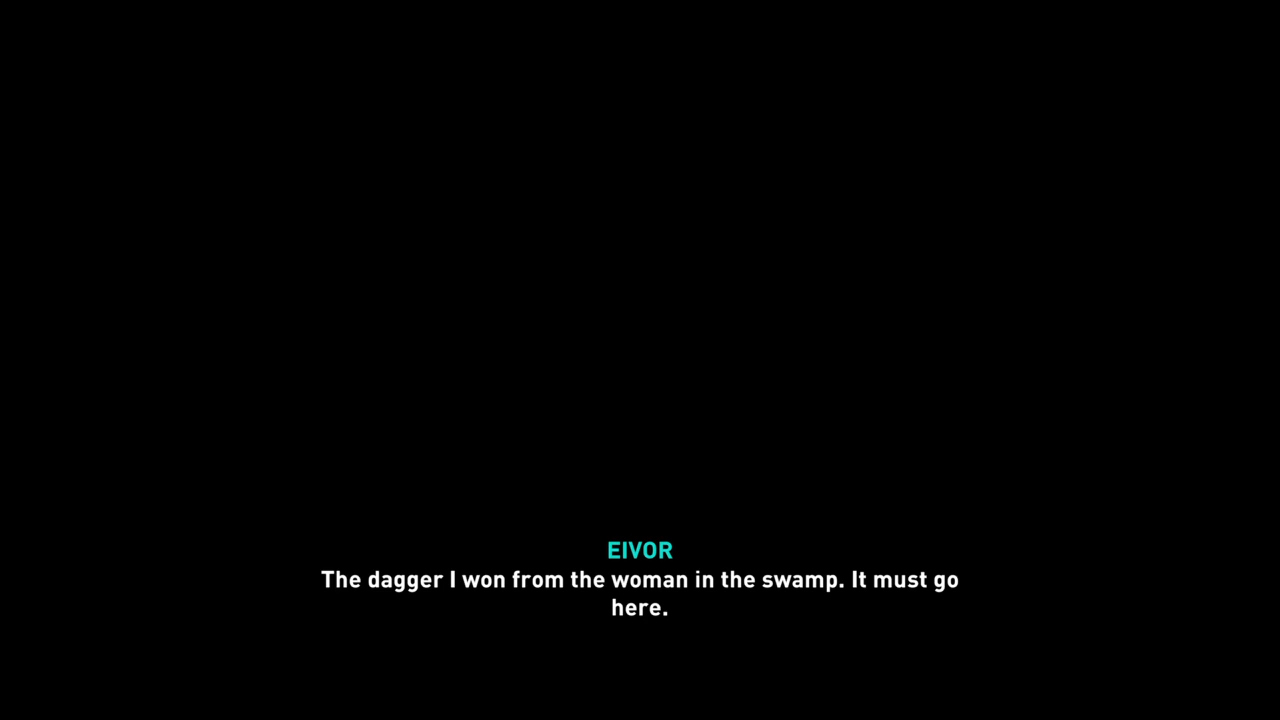 EIVOR
The dagger I won from the woman in the swamp. It must go
here.